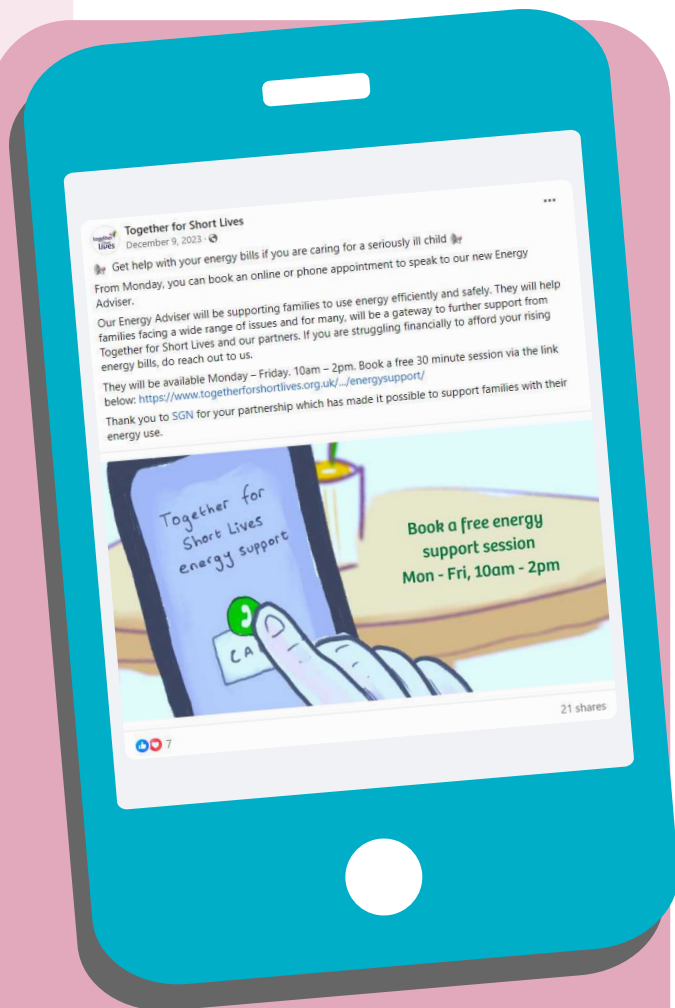 together
lives
Together for Short Lives
December 9, 2023 ·
Get help with your energy bills if you are caring for a seriously ill child
From Monday, you can book an online or phone appointment to speak to our new Energy
Adviser.
Our Energy Adviser will be supporting families to use energy efficiently and safely. They will help
families facing a wide range of issues and for many, will be a gateway to further support from
Together for Short Lives and our partners. If you are struggling financially to afford your rising
energy bills, do reach out to us.
They will be available Monday – Friday. 10am – 2pm. Book a free 30 minute session via the link
below: https://www.togetherforshortlives.org.uk/.../energysupport/
Thank you to SGN for your partnership which has made it possible to support families with their
energy use.
Together for
Short Lives
energy support
CA
Book a free energy
support session
Mon - Fri, 10am - 2pm
7
21 shares